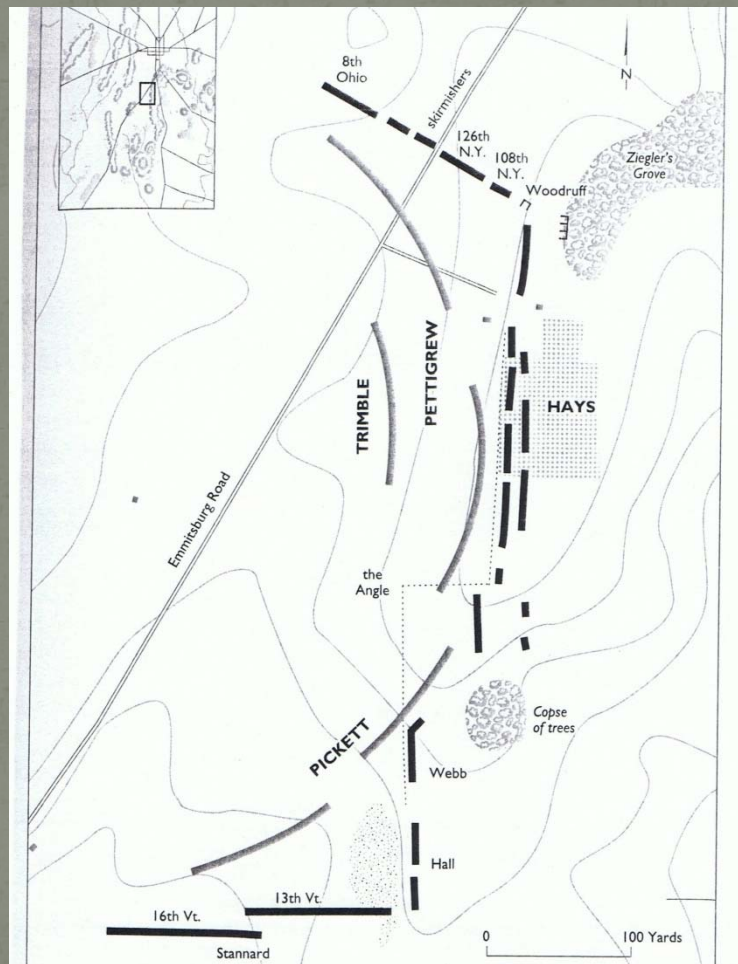 8th
Ohio
skirmishers
126th
N.Y.
108th
N.Y.
Woodruff
N
Ziegler's
Grove
TRIMBLE
PETTIGREW
HAYS
Emmitsburg Road
the
Angle
PICKETT
Copse
of trees
Webb
Hall
13th Vt.
16th Vt.
Stannard
0
100 Yards